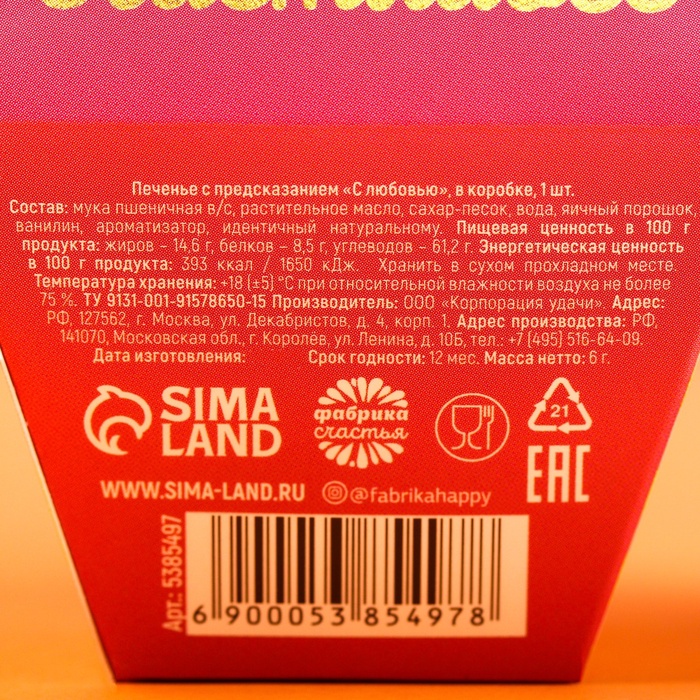 Печенье с предсказанием «С любовью», в коробке, 1 шт.
Состав: мука пшеничная в/с, растительное масло, сахар-песок, вода, яичный порошок
ванилин, ароматизатор, идентичный натуральному. Пищевая ценность в 100 г
продукта: жиров – 14,6 г, белков – 8,5 г, углеводов – 61,2 г. Энергетическая ценность
в 100 г продукта: 393 ккал / 1650 кДж. Хранить в сухом прохладном месте.
Температура хранения: +18 (±5) °С при относительной влажности воздуха не более
75 %. ТУ 9131-001-91578650-15 Производитель: ООО «Корпорация удачи». Адрес:
РФ, 127562, г. Москва, ул. Декабристов, д. 4, корп. 1. Адрес производства: РФ,
141070, Московская обл., г. Королёв, ул. Ленина, д. 10Б, тел.: +7 (495) 516-64-09.
Дата изготовления: Срок годности: 12 мес. Масса нетто: 6 г.
SIMA
LAND
фабрика
счастья
21
EAC
WWW.SIMA-LAND.RU @fabrikahappy
Арт.: 5385497
6 900053 854978